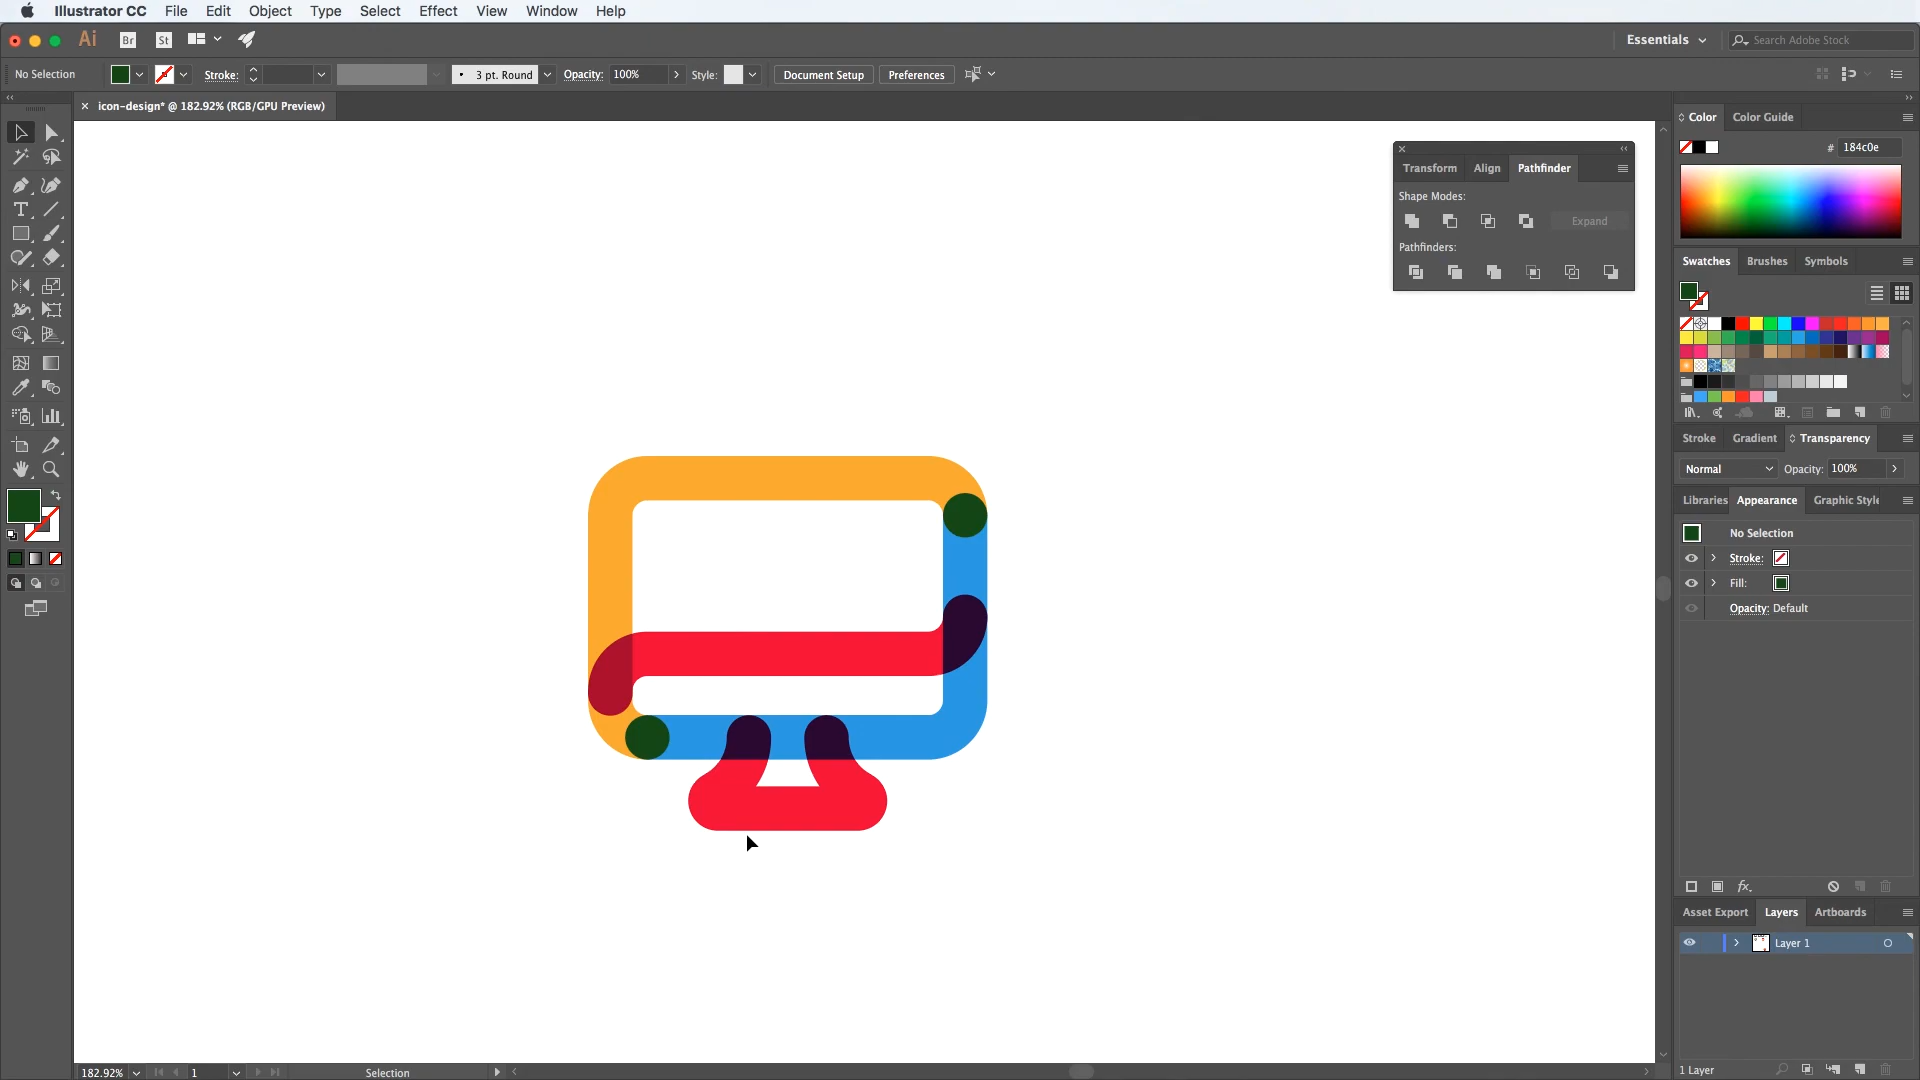 Illustrator CC File Edit Object Type Select Effect View Window Help
Ai Br St Essentials Search Adobe Stock
No Selection Stroke: 3 pt. Round Opacity: 100% Style: Document Setup Preferences
× icon-design* @ 182.92% (RGB/GPU Preview)
Color Color Guide
# 184c0e
Transform Align Pathfinder
Shape Modes:
Expand
Pathfinders:
Swatches Brushes Symbols
Stroke Gradient Transparency
Normal Opacity: 100%
Libraries Appearance Graphic Style
No Selection
Stroke:
Fill:
Opacity: Default
fx
Asset Export Layers Artboards
Layer 1
182.92% 1 Selection
1 Layer